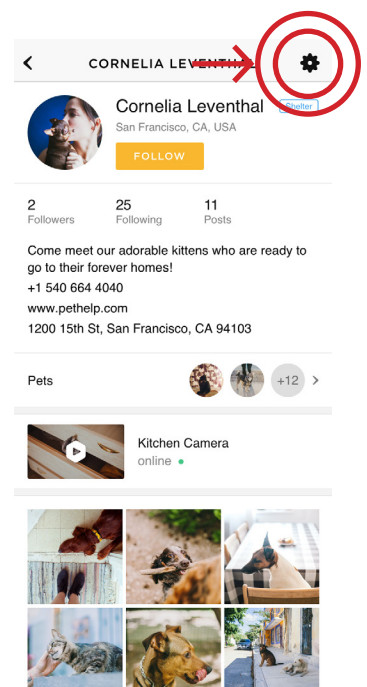 CORNELIA LEVENTHAL
Cornelia Leventhal
Shelter
San Francisco, CA, USA
FOLLOW
2 25 11
Followers Following Posts
Come meet our adorable kittens who are ready to
go to their forever homes!
+1 540 664 4040
www.pethelp.com
1200 15th St, San Francisco, CA 94103
Pets +12
Kitchen Camera
online